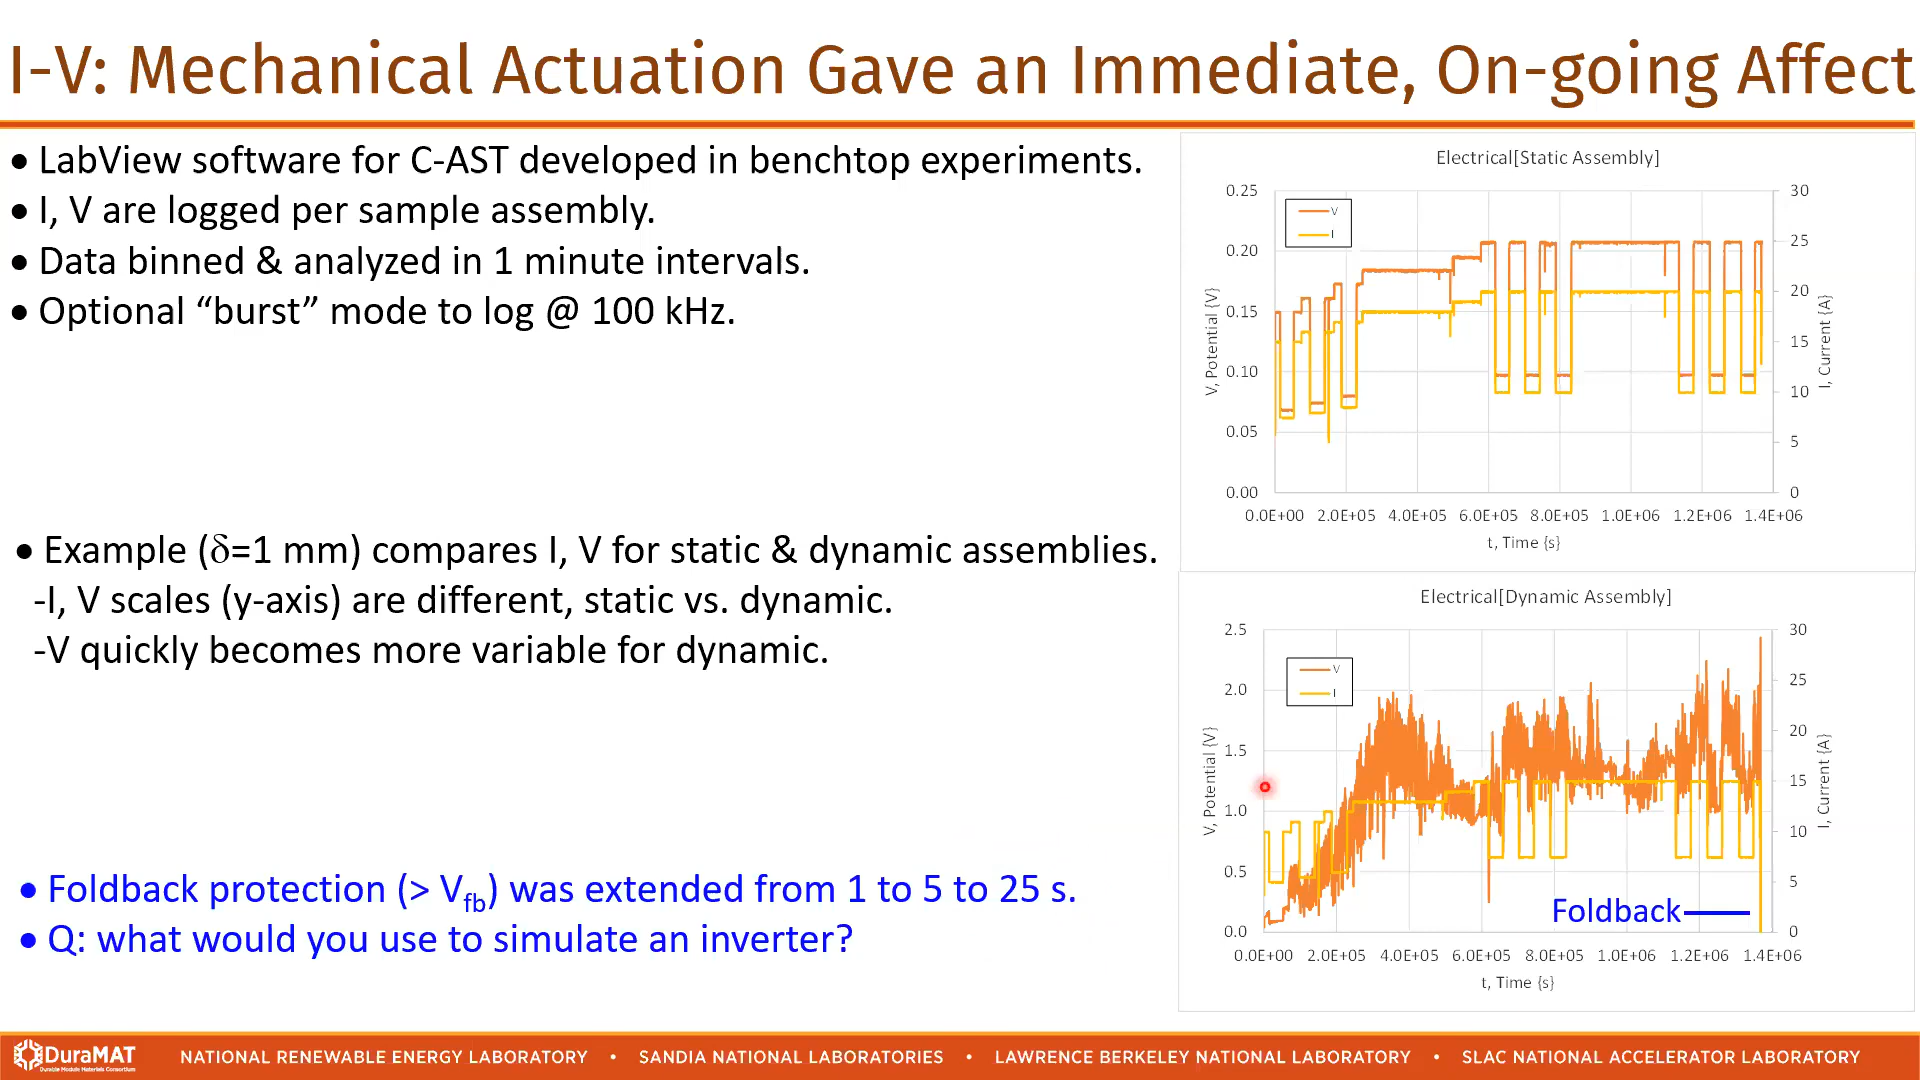 I-V: Mechanical Actuation Gave an Immediate, On-going Affect
• LabView software for C-AST developed in benchtop experiments.
• I, V are logged per sample assembly.
• Data binned & analyzed in 1 minute intervals.
• Optional “burst” mode to log @ 100 kHz.
• Example (δ=1 mm) compares I, V for static & dynamic assemblies.
-I, V scales (y-axis) are different, static vs. dynamic.
-V quickly becomes more variable for dynamic.
• Foldback protection (> Vfb) was extended from 1 to 5 to 25 s.
• Q: what would you use to simulate an inverter?
Electrical[Static Assembly]
V
I
0.25
0.20
0.15
0.10
0.05
0.00
V, Potential {V}
30
25
20
15
10
5
0
I, Current {A}
0.0E+00 2.0E+05 4.0E+05 6.0E+05 8.0E+05 1.0E+06 1.2E+06 1.4E+06
t, Time {s}
Electrical[Dynamic Assembly]
V
I
2.5
2.0
1.5
1.0
0.5
0.0
V, Potential {V}
30
25
20
15
10
5
0
I, Current {A}
Foldback
0.0E+00 2.0E+05 4.0E+05 6.0E+05 8.0E+05 1.0E+06 1.2E+06 1.4E+06
t, Time {s}
DuraMAT
Durable Module Materials Consortium
NATIONAL RENEWABLE ENERGY LABORATORY • SANDIA NATIONAL LABORATORIES • LAWRENCE BERKELEY NATIONAL LABORATORY • SLAC NATIONAL ACCELERATOR LABORATORY